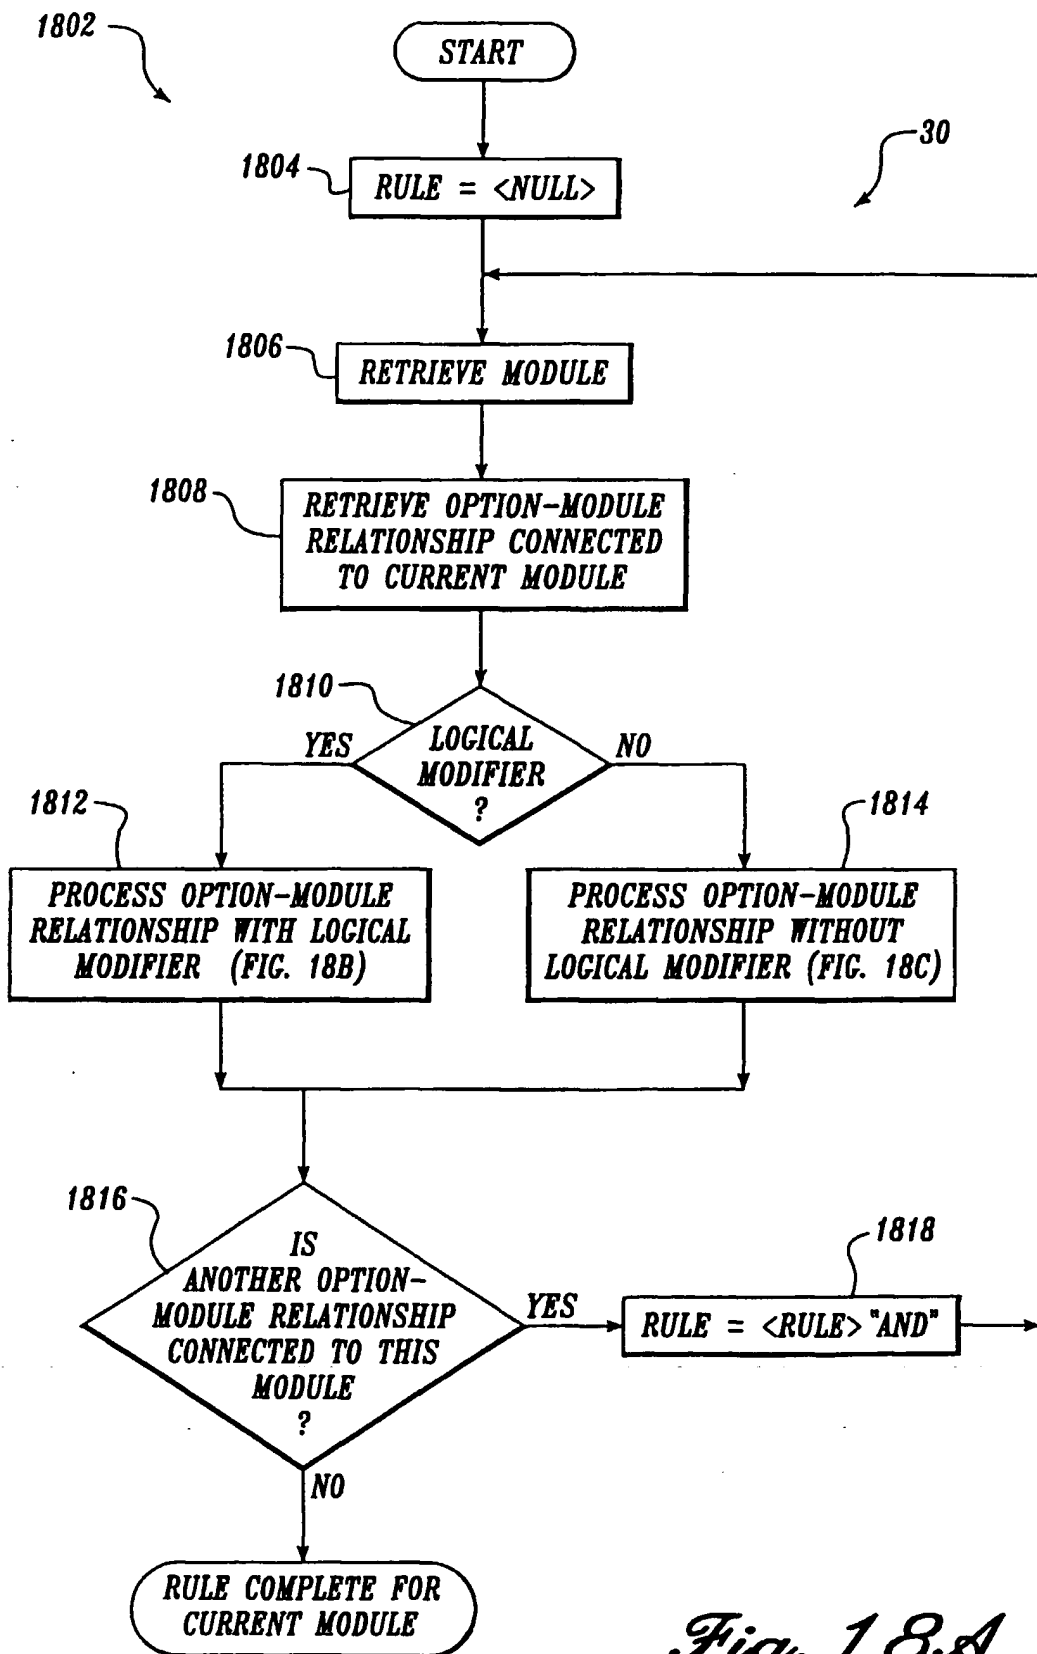 1802
START
30
1804
RULE = <NULL>
1806
RETRIEVE MODULE
1808
RETRIEVE OPTION-MODULE
RELATIONSHIP CONNECTED
TO CURRENT MODULE
1810
LOGICAL
MODIFIER
?
YES
NO
1812
1814
PROCESS OPTION-MODULE
RELATIONSHIP WITH LOGICAL
MODIFIER (FIG. 18B)
PROCESS OPTION-MODULE
RELATIONSHIP WITHOUT
LOGICAL MODIFIER (FIG. 18C)
1816
IS
ANOTHER OPTION-
MODULE RELATIONSHIP
CONNECTED TO THIS
MODULE
?
YES
1818
RULE = <RULE> "AND"
NO
RULE COMPLETE FOR
CURRENT MODULE
Fig. 18A